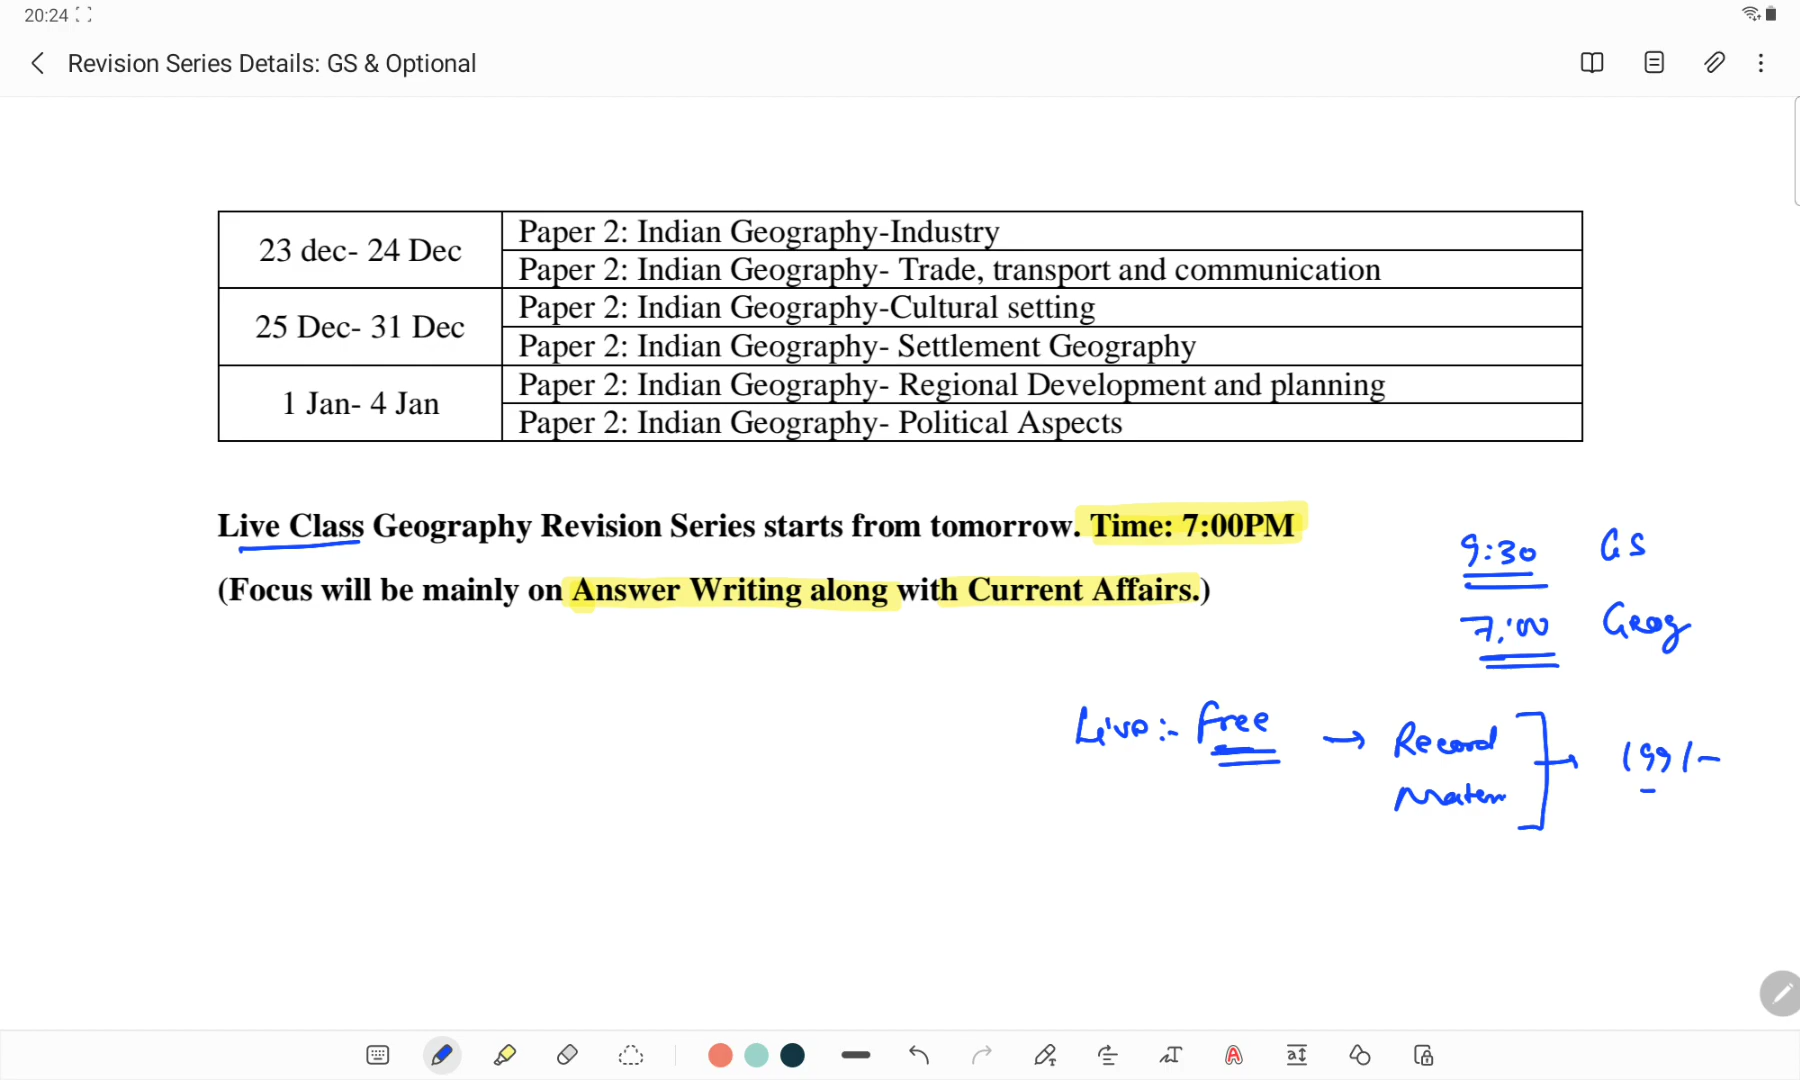 20:24
Revision Series Details: GS & Optional
23 dec- 24 Dec
Paper 2: Indian Geography-Industry
Paper 2: Indian Geography- Trade, transport and communication
25 Dec- 31 Dec
Paper 2: Indian Geography-Cultural setting
Paper 2: Indian Geography- Settlement Geography
1 Jan- 4 Jan
Paper 2: Indian Geography- Regional Development and planning
Paper 2: Indian Geography- Political Aspects
Live Class Geography Revision Series starts from tomorrow. Time: 7:00PM
(Focus will be mainly on Answer Writing along with Current Affairs.)
9:30 GS
7:00 Geog
Live:- Free → Record
Matem
199/-